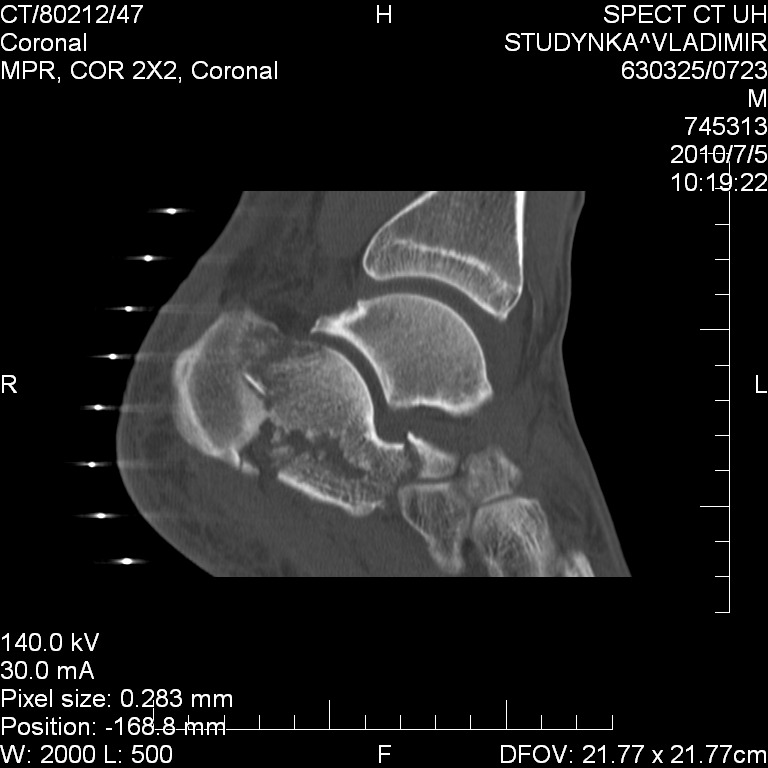 CT/80212/47
Coronal
MPR, COR 2X2, Coronal
H
SPECT CT UH
STUDYNKA^VLADIMIR
630325/0723
M
745313
2010/7/5
10:19:22
R
L
140.0 kV
30.0 mA
Pixel size: 0.283 mm
Position: -168.8 mm
W: 2000 L: 500
F
DFOV: 21.77 x 21.77cm